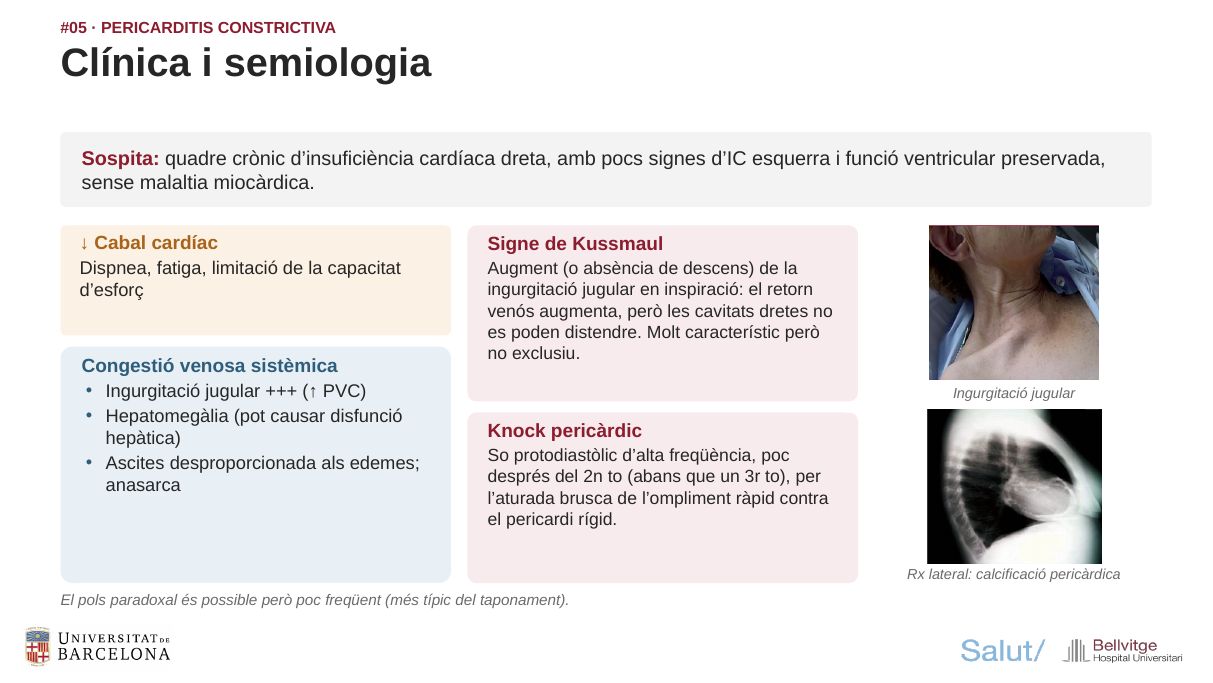 #05 · PERICARDITIS CONSTRICTIVA
Clínica i semiologia
Sospita: quadre crònic d’insuficiència cardíaca dreta, amb pocs signes d’IC esquerra i funció ventricular preservada,
sense malaltia miocàrdica.
↓ Cabal cardíac
Dispnea, fatiga, limitació de la capacitat
d’esforç
Congestió venosa sistèmica
• Ingurgitació jugular +++ (↑ PVC)
• Hepatomegàlia (pot causar disfunció
hepàtica)
• Ascites desproporcionada als edemes;
anasarca
Signe de Kussmaul
Augment (o absència de descens) de la
ingurgitació jugular en inspiració: el retorn
venós augmenta, però les cavitats dretes no
es poden distendre. Molt característic però
no exclusiu.
Knock pericàrdic
So protodiastòlic d’alta freqüència, poc
després del 2n to (abans que un 3r to), per
l’aturada brusca de l’ompliment ràpid contra
el pericardi rígid.
Ingurgitació jugular
Rx lateral: calcificació pericàrdica
El pols paradoxal és possible però poc freqüent (més típic del taponament).
UNIVERSITAT DE
BARCELONA
Salut/
Bellvitge
Hospital Universitari